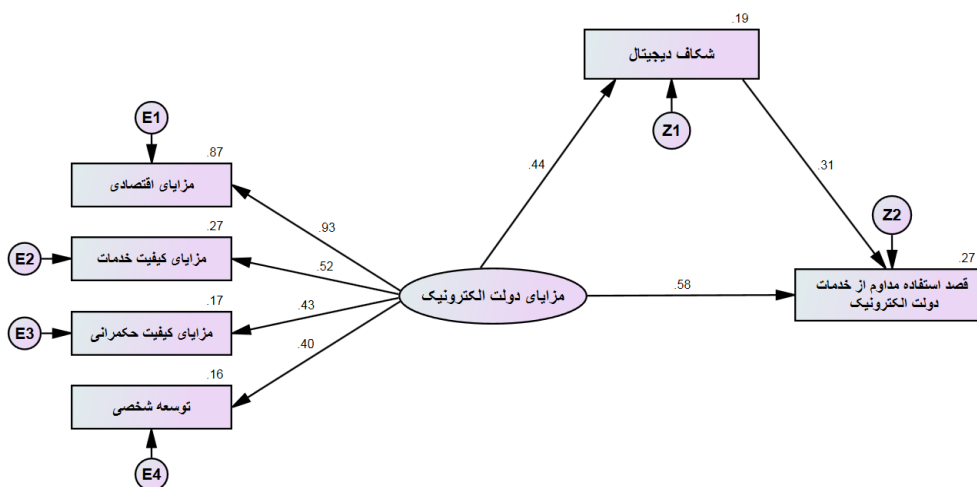 .19
شکاف دیجیتال
Z1
E1
.87
مزایای اقتصادی
.44
.31
.93
Z2
E2
.27
مزایای کیفیت خدمات
.52
.27
قصد استفاده مداوم از خدمات
دولت الکترونیک
مزایای دولت الکترونیک
.58
E3
.17
مزایای کیفیت حکمرانی
.43
.40
.16
توسعه شخصی
E4